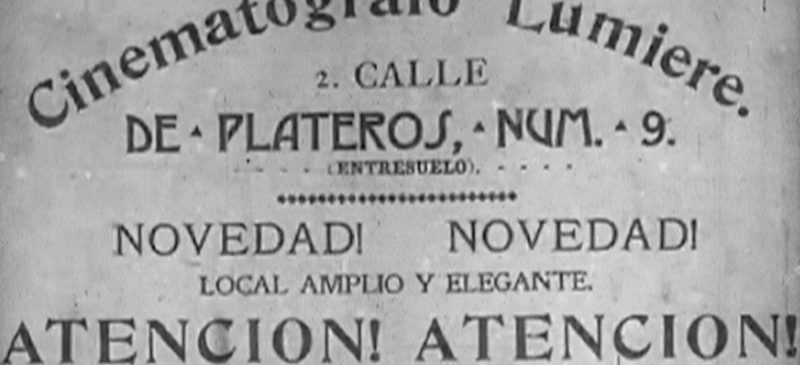 Cinematografo Lumiere.
2. CALLE
DE PLATEROS, NUM. 9.
(ENTRESUELO).
NOVEDAD! NOVEDAD!
LOCAL AMPLIO Y ELEGANTE.
ATENCION! ATENCION!